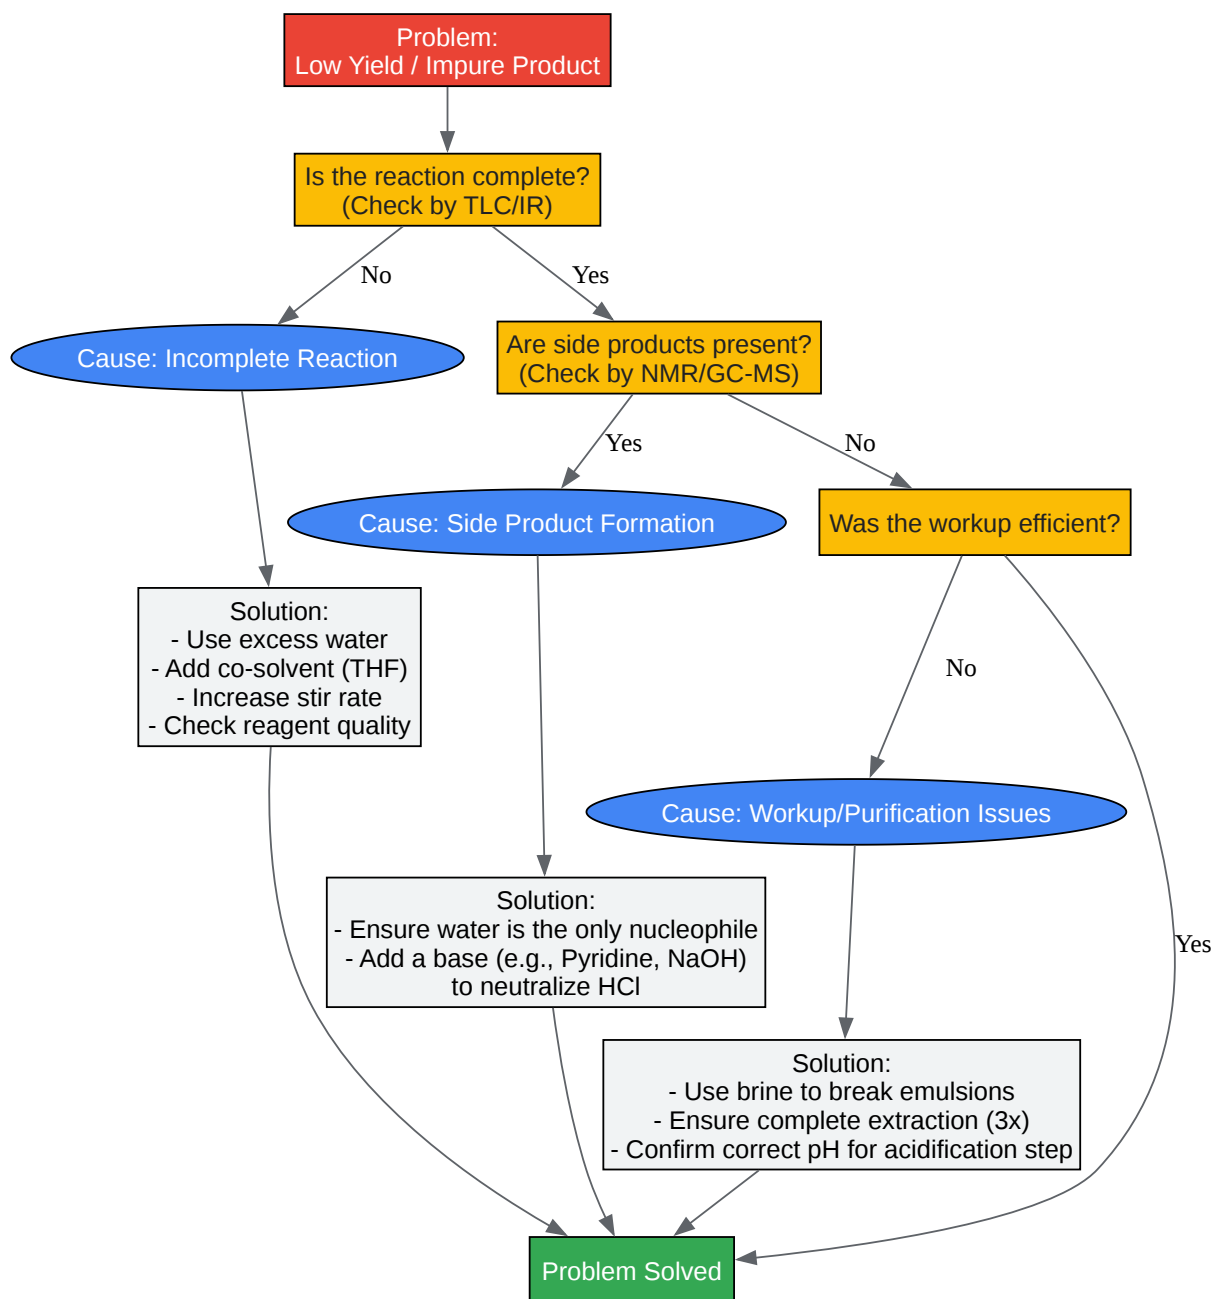 Problem:
Low Yield / Impure Product
Is the reaction complete?
(Check by TLC/IR)
No
Yes
Cause: Incomplete Reaction
Are side products present?
(Check by NMR/GC-MS)
Yes
No
Cause: Side Product Formation
Was the workup efficient?
Solution:
- Use excess water
- Add co-solvent (THF)
- Increase stir rate
- Check reagent quality
No
Cause: Workup/Purification Issues
Solution:
- Ensure water is the only nucleophile
- Add a base (e.g., Pyridine, NaOH)
to neutralize HCl
Yes
Solution:
- Use brine to break emulsions
- Ensure complete extraction (3x)
- Confirm correct pH for acidification step
Problem Solved